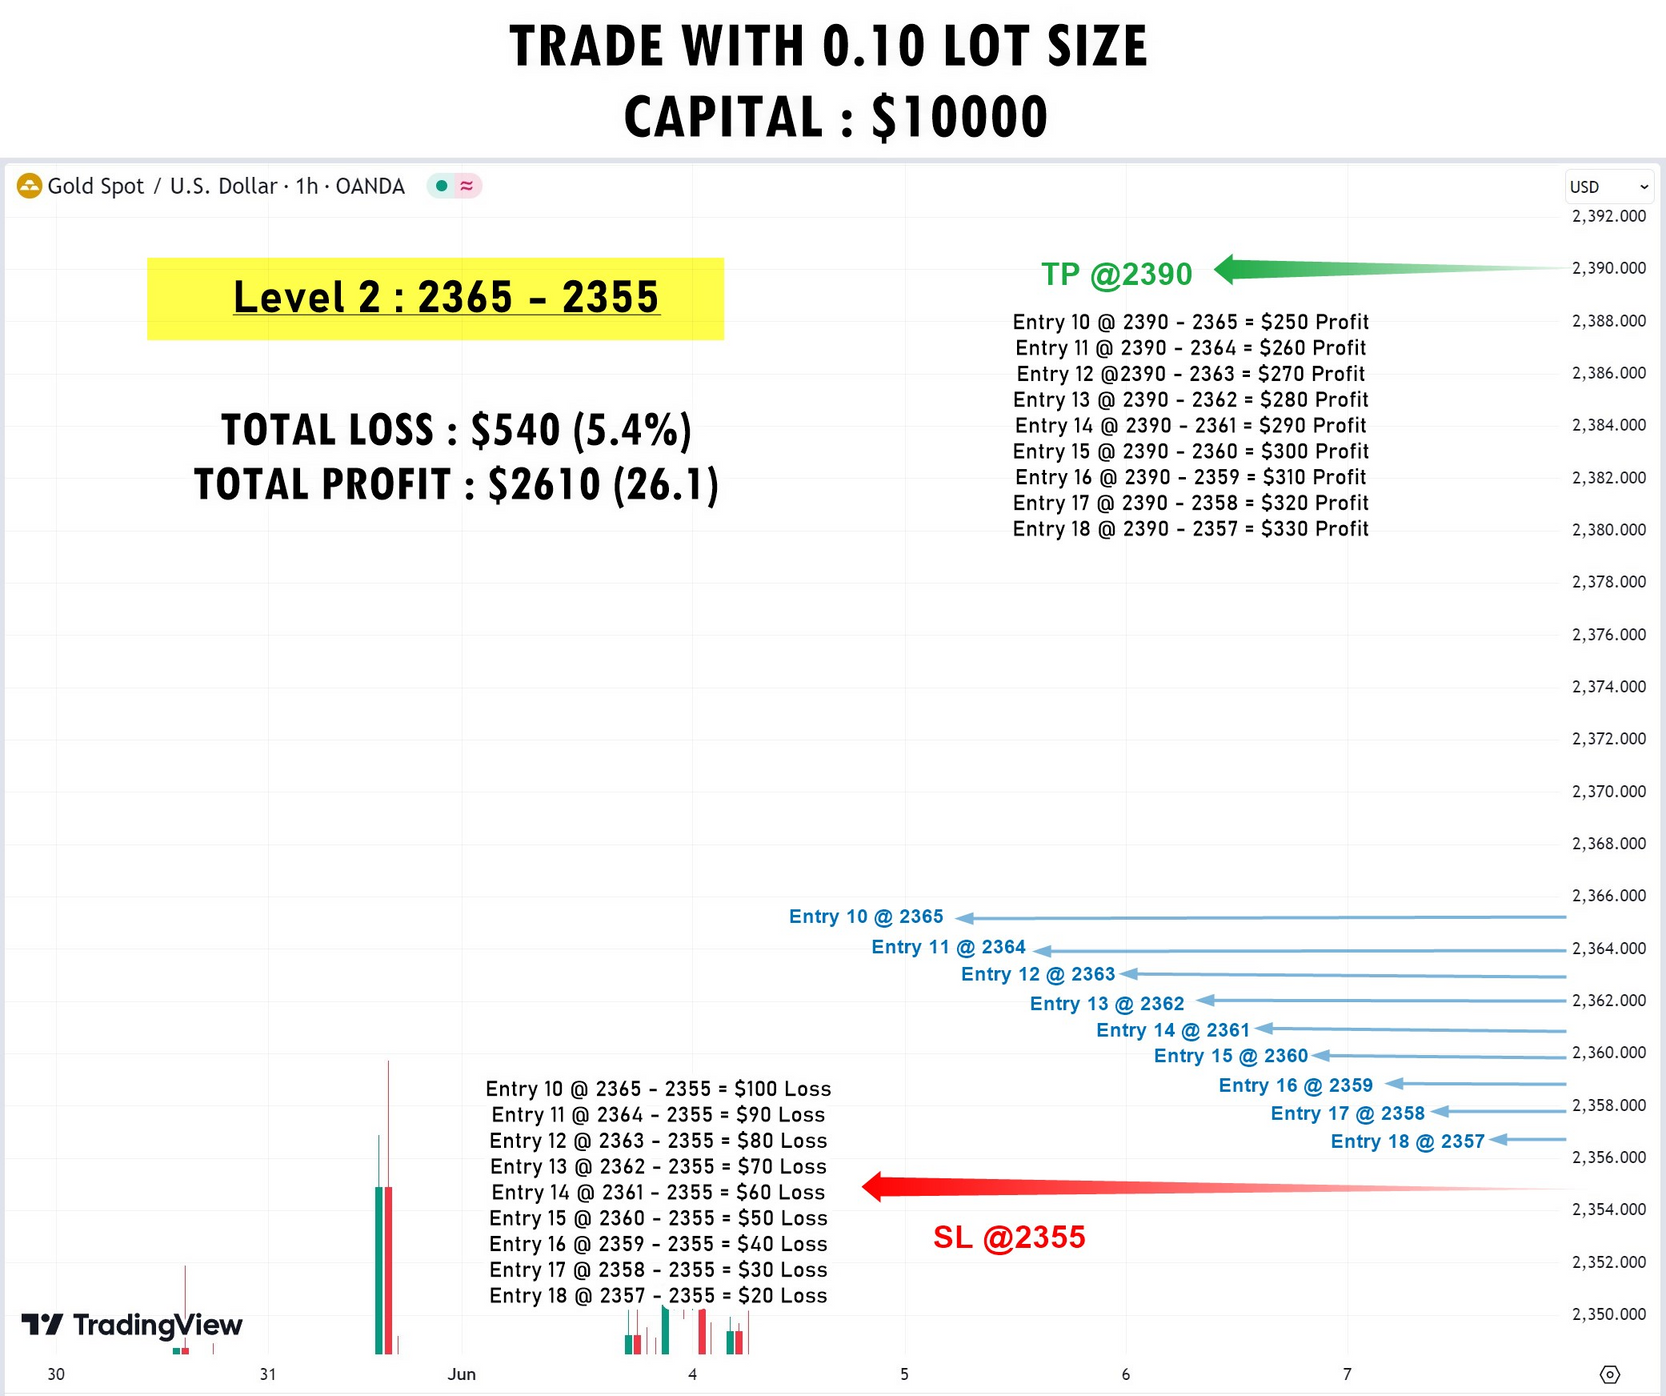 TRADE WITH 0.10 LOT SIZE
CAPITAL : $10000
Gold Spot / U.S. Dollar · 1h · OANDA
USD
2,392.000
2,390.000
2,388.000
2,386.000
2,384.000
2,382.000
2,380.000
2,378.000
2,376.000
2,374.000
2,372.000
2,370.000
2,368.000
2,366.000
2,364.000
2,362.000
2,360.000
2,358.000
2,356.000
2,354.000
2,352.000
2,350.000
Level 2 : 2365 - 2355
TOTAL LOSS : $540 (5.4%)
TOTAL PROFIT : $2610 (26.1)
TP @2390
Entry 10 @ 2390 - 2365 = $250 Profit
Entry 11 @ 2390 - 2364 = $260 Profit
Entry 12 @2390 - 2363 = $270 Profit
Entry 13 @ 2390 - 2362 = $280 Profit
Entry 14 @ 2390 - 2361 = $290 Profit
Entry 15 @ 2390 - 2360 = $300 Profit
Entry 16 @ 2390 - 2359 = $310 Profit
Entry 17 @ 2390 - 2358 = $320 Profit
Entry 18 @ 2390 - 2357 = $330 Profit
Entry 10 @ 2365
Entry 11 @ 2364
Entry 12 @ 2363
Entry 13 @ 2362
Entry 14 @ 2361
Entry 15 @ 2360
Entry 16 @ 2359
Entry 17 @ 2358
Entry 18 @ 2357
Entry 10 @ 2365 - 2355 = $100 Loss
Entry 11 @ 2364 - 2355 = $90 Loss
Entry 12 @ 2363 - 2355 = $80 Loss
Entry 13 @ 2362 - 2355 = $70 Loss
Entry 14 @ 2361 - 2355 = $60 Loss
Entry 15 @ 2360 - 2355 = $50 Loss
Entry 16 @ 2359 - 2355 = $40 Loss
Entry 17 @ 2358 - 2355 = $30 Loss
Entry 18 @ 2357 - 2355 = $20 Loss
SL @2355
TradingView
30 31 Jun 4 5 6 7